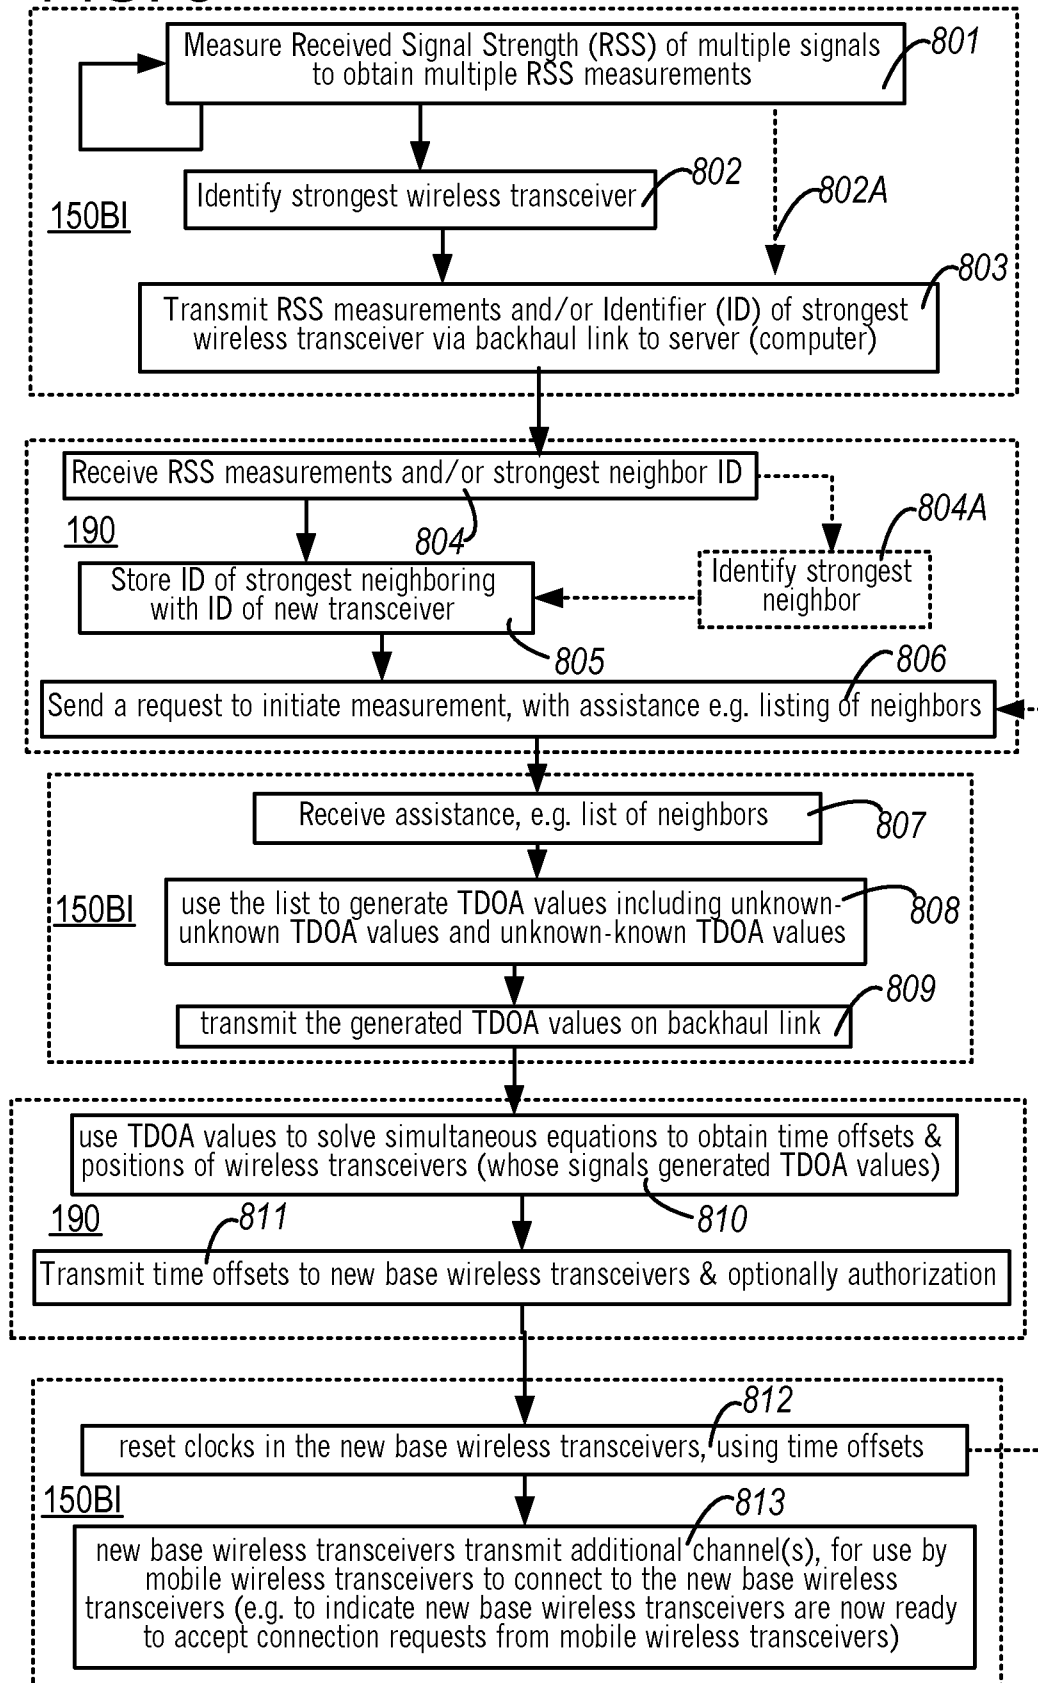 Measure Received Signal Strength (RSS) of multiple signals
to obtain multiple RSS measurements
801
Identify strongest wireless transceiver
802
802A
150BI
Transmit RSS measurements and/or Identifier (ID) of strongest
wireless transceiver via backhaul link to server (computer)
803
Receive RSS measurements and/or strongest neighbor ID
190
804
804A
Identify strongest
neighbor
Store ID of strongest neighboring
with ID of new transceiver
805
806
Send a request to initiate measurement, with assistance e.g. listing of neighbors
Receive assistance, e.g. list of neighbors
807
150BI
use the list to generate TDOA values including unknown-
unknown TDOA values and unknown-known TDOA values
808
809
transmit the generated TDOA values on backhaul link
use TDOA values to solve simultaneous equations to obtain time offsets &
positions of wireless transceivers (whose signals generated TDOA values)
190
811
810
Transmit time offsets to new base wireless transceivers & optionally authorization
812
reset clocks in the new base wireless transceivers, using time offsets
150BI
813
new base wireless transceivers transmit additional channel(s), for use by
mobile wireless transceivers to connect to the new base wireless
transceivers (e.g. to indicate new base wireless transceivers are now ready
to accept connection requests from mobile wireless transceivers)